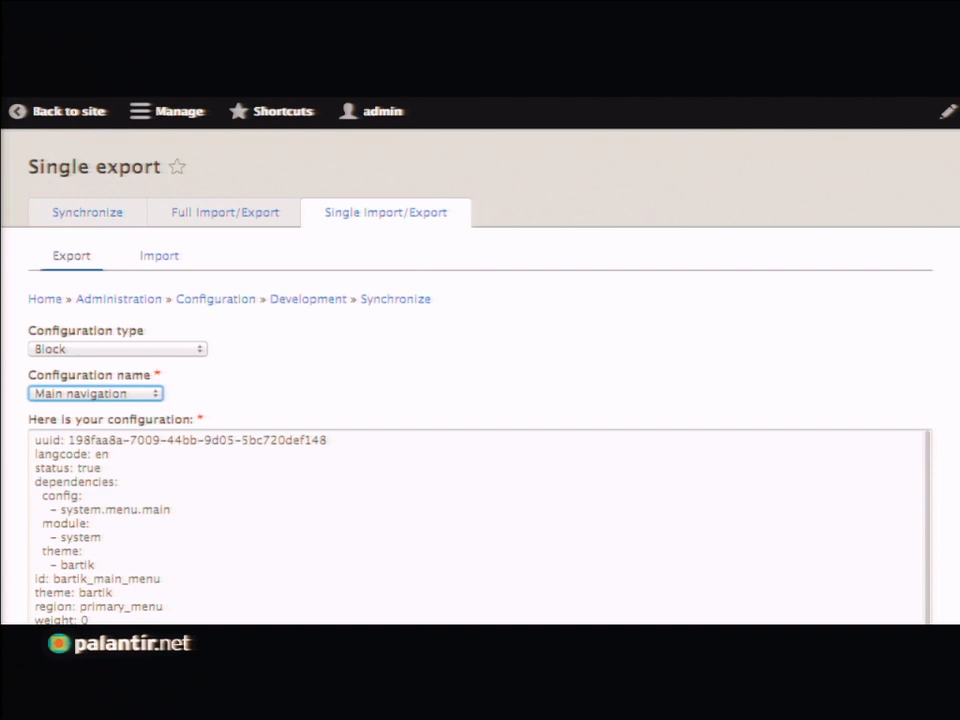 Back to site Manage Shortcuts admin
Single export
Synchronize Full Import/Export Single Import/Export
Export Import
Home » Administration » Configuration » Development » Synchronize
Configuration type
Block
Configuration name *
Main navigation
Here is your configuration: *
uuid: 198faa8a-7009-44bb-9d05-5bc720def148
langcode: en
status: true
dependencies:
config:
- system.menu.main
module:
- system
theme:
- bartik
id: bartik_main_menu
theme: bartik
region: primary_menu
weight: 0
palantir.net